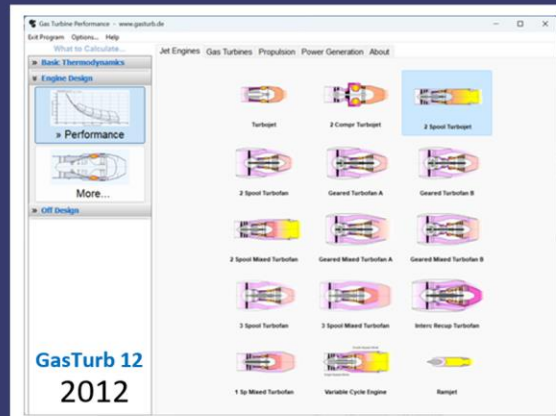 Gas Turbine Performance - www.gasturb.de
Exit Program Options... Help
What to Calculate...
Jet Engines Gas Turbines Propulsion Power Generation About
» Basic Thermodynamics
Engine Design
» Performance
More...
» Off Design
Turbojet 2 Compr Turbojet 2 Spool Turbojet
2 Spool Turbofan Geared Turbofan A Geared Turbofan B
2 Spool Mixed Turbofan Geared Mixed Turbofan A Geared Mixed Turbofan B
3 Spool Turbofan 3 Spool Mixed Turbofan Interc Recup Turbofan
1 Sp Mixed Turbofan Variable Cycle Engine Ramjet
GasTurb 12
2012